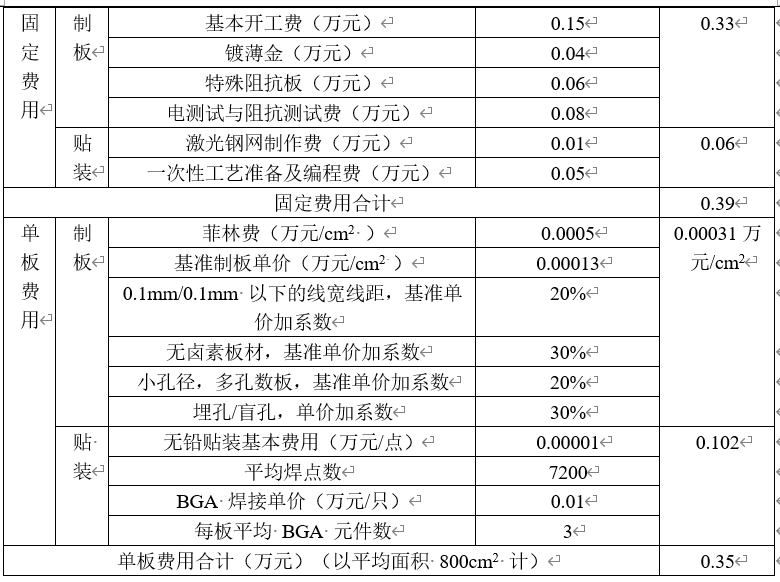 固定费用 制板 基本开工费（万元） 0.15 0.33
镀薄金（万元） 0.04
特殊阻抗板（万元） 0.06
电测试与阻抗测试费（万元） 0.08
贴装 激光钢网制作费（万元） 0.01 0.06
一次性工艺准备及编程费（万元） 0.05
固定费用合计 0.39
单板费用 制板 菲林费（万元/cm2 ） 0.0005 0.00031 万元/cm2
基准制板单价（万元/cm2 ） 0.00013
0.1mm/0.1mm 以下的线宽线距，基准单
价加系数 20%
无卤素板材，基准单价加系数 30%
小孔径，多孔数板，基准单价加系数 20%
埋孔/盲孔，单价加系数 30%
贴 装 无铅贴装基本费用（万元/点） 0.00001 0.102
平均焊点数 7200
BGA 焊接单价（万元/只） 0.01
每板平均 BGA 元件数 3
单板费用合计（万元）（以平均面积 800cm2 计） 0.35